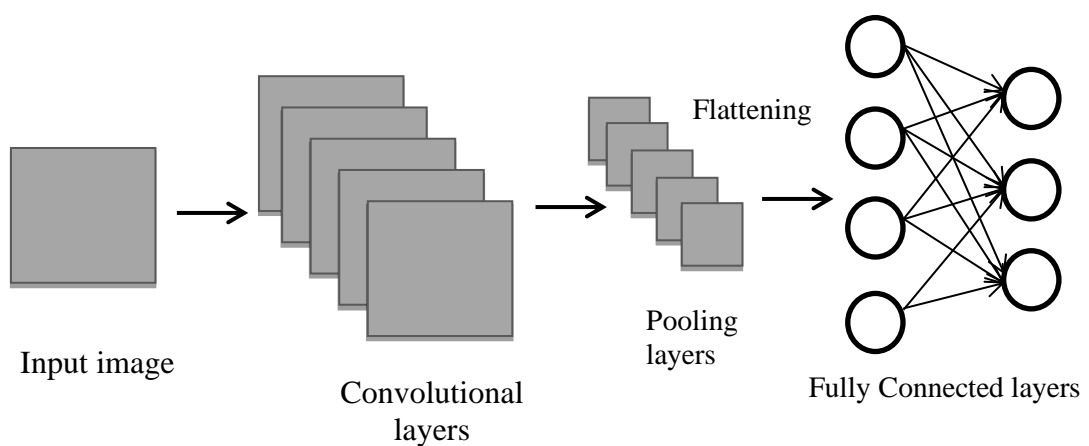 Input image
Convolutional
layers
Flattening
Pooling
layers
Fully Connected layers